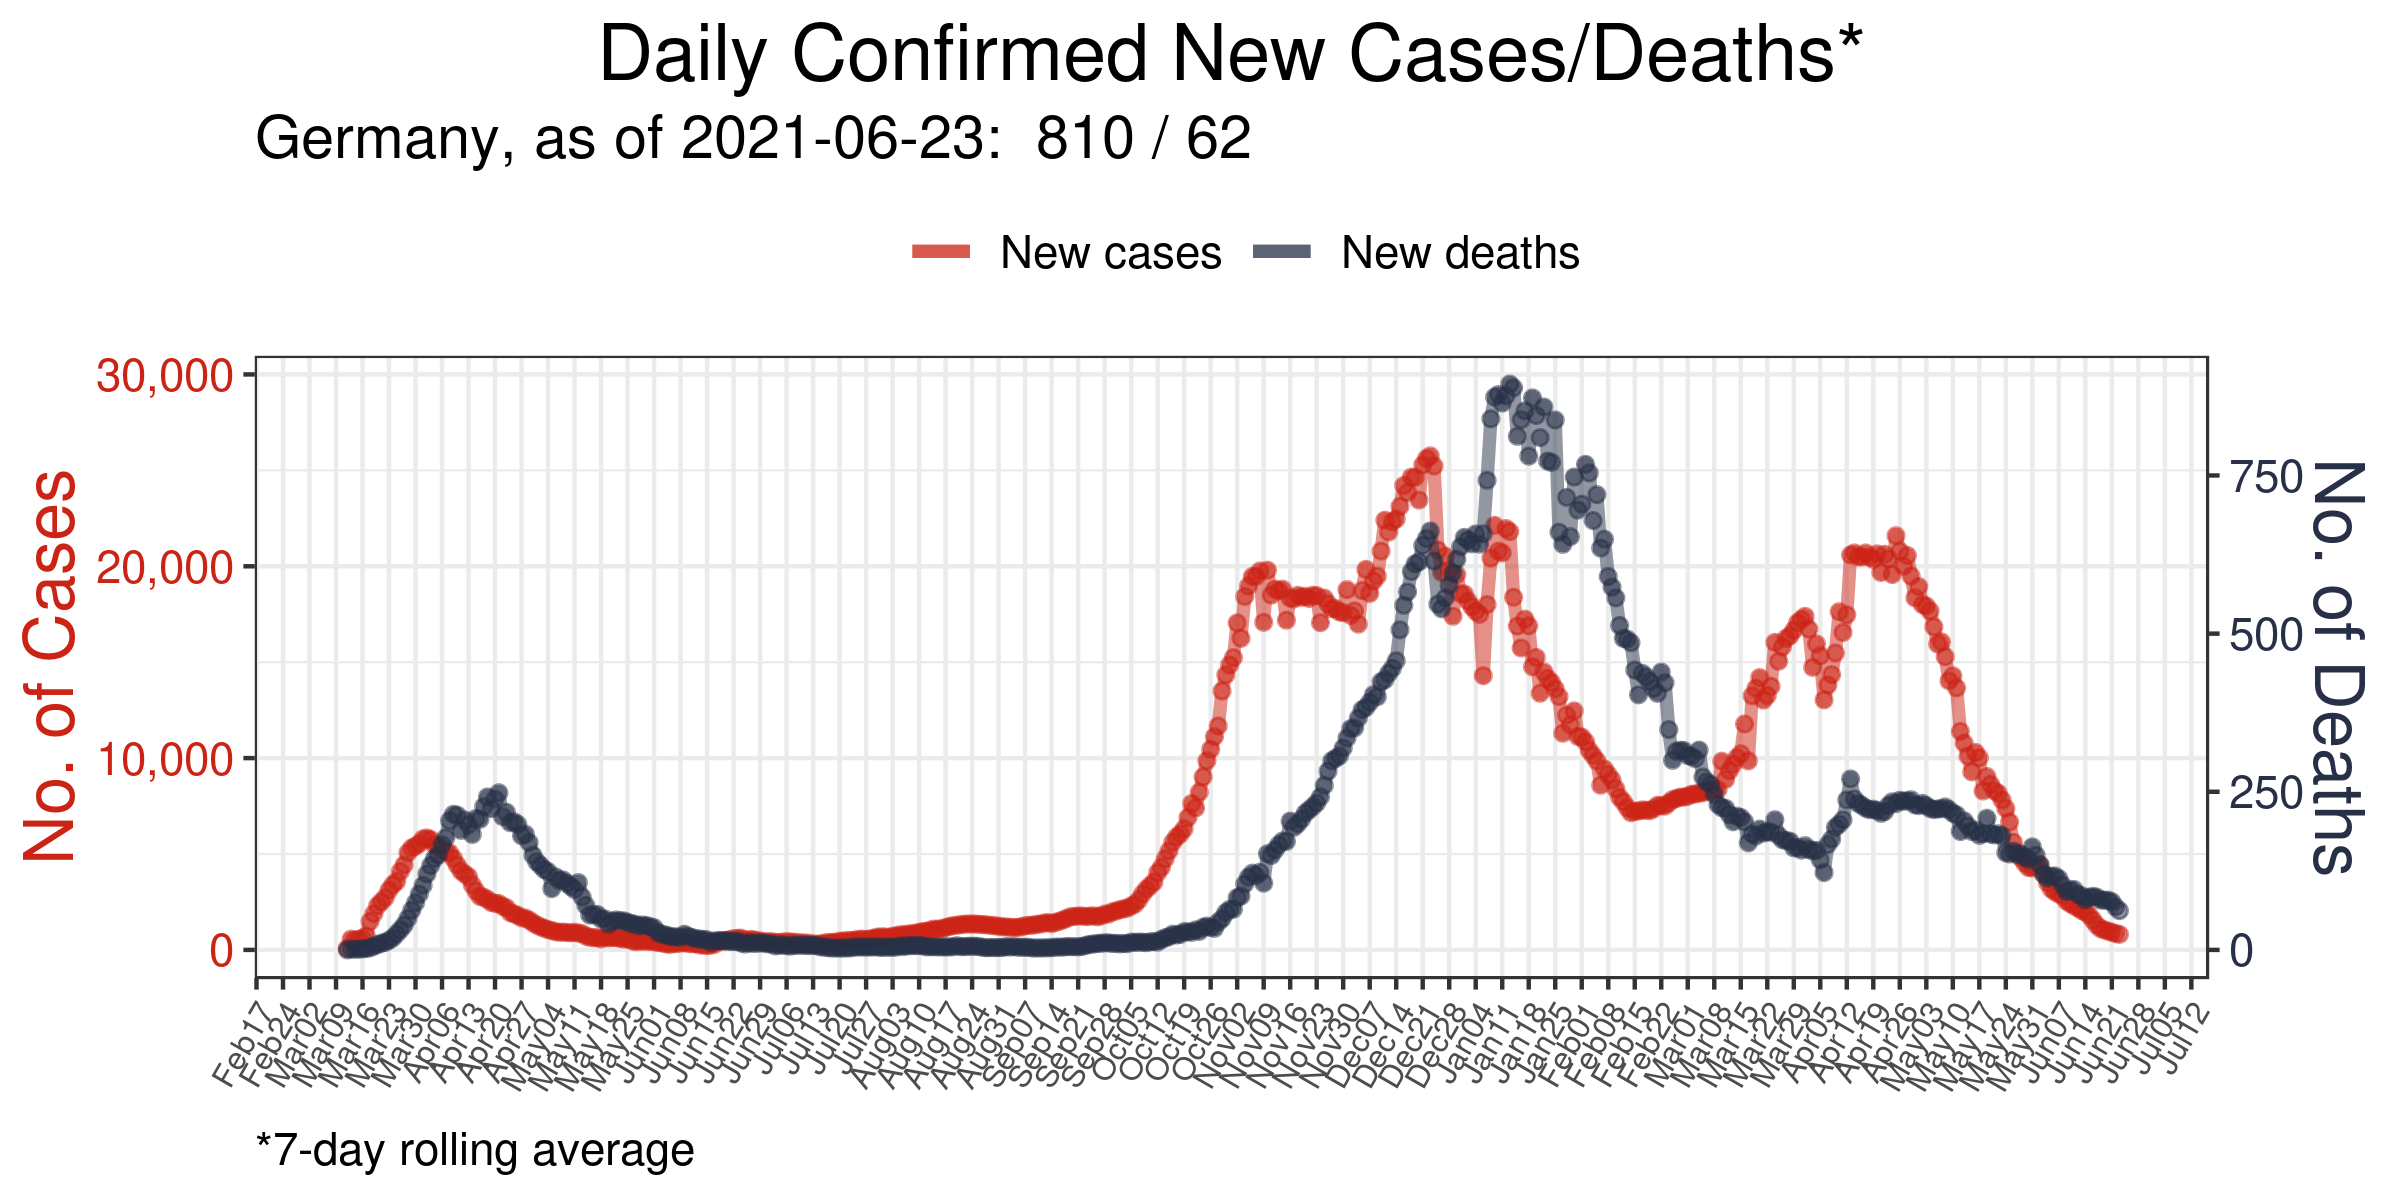 Daily Confirmed New Cases/Deaths*
Germany, as of 2021-06-23:  810 / 62
New cases
New deaths
No. of Cases
30,000
20,000
10,000
0
750
500
250
0
No. of Deaths
Feb17
Feb24
Mar02
Mar09
Mar16
Mar23
Mar30
Apr06
Apr13
Apr20
Apr27
May04
May11
May18
May25
Jun01
Jun08
Jun15
Jun22
Jun29
Jul06
Jul13
Jul20
Jul27
Aug03
Aug10
Aug17
Aug24
Aug31
Sep07
Sep14
Sep21
Sep28
Oct05
Oct12
Oct19
Oct26
Nov02
Nov09
Nov16
Nov23
Nov30
Dec07
Dec14
Dec21
Dec28
Jan04
Jan11
Jan18
Jan25
Feb01
Feb08
Feb15
Feb22
Mar01
Mar08
Mar15
Mar22
Mar29
Apr05
Apr12
Apr19
Apr26
May03
May10
May17
May24
May31
Jun07
Jun14
Jun21
Jun28
Jul05
Jul12
*7-day rolling average